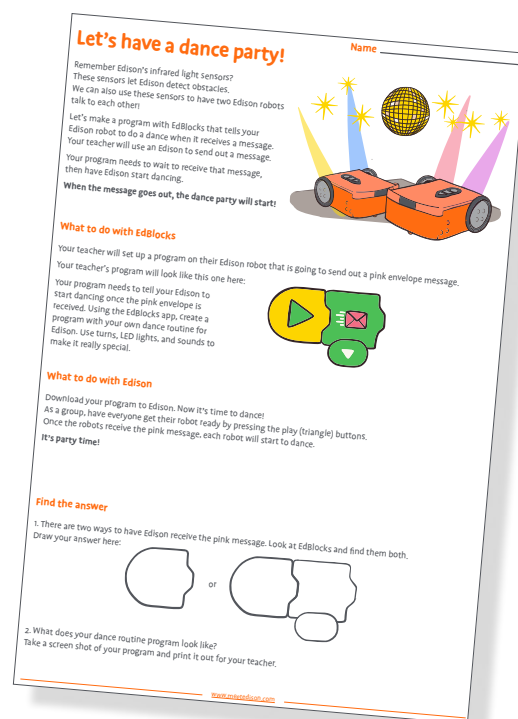 Let's have a dance party!
Name
Remember Edison's infrared light sensors?
These sensors let Edison detect obstacles.
We can also use these sensors to have two Edison robots
talk to each other!
Let's make a program with EdBlocks that tells your
Edison robot to do a dance when it receives a message.
Your teacher will use an Edison to send out a message.
Your program needs to wait to receive that message,
then have Edison start dancing.
When the message goes out, the dance party will start!
What to do with EdBlocks
Your teacher will set up a program on their Edison robot that is going to send out a pink envelope message.
Your teacher's program will look like this one here:
Your program needs to tell your Edison to
start dancing once the pink envelope is
received. Using the EdBlocks app, create a
program with your own dance routine for
Edison. Use turns, LED lights, and sounds to
make it really special.
What to do with Edison
Download your program to Edison. Now it's time to dance!
As a group, have everyone get their robot ready by pressing the play (triangle) buttons.
Once the robots receive the pink message, each robot will start to dance.
It's party time!
Find the answer
1. There are two ways to have Edison receive the pink message. Look at EdBlocks and find them both.
Draw your answer here:
or
2. What does your dance routine program look like?
Take a screen shot of your program and print it out for your teacher.
www.meetedison.com